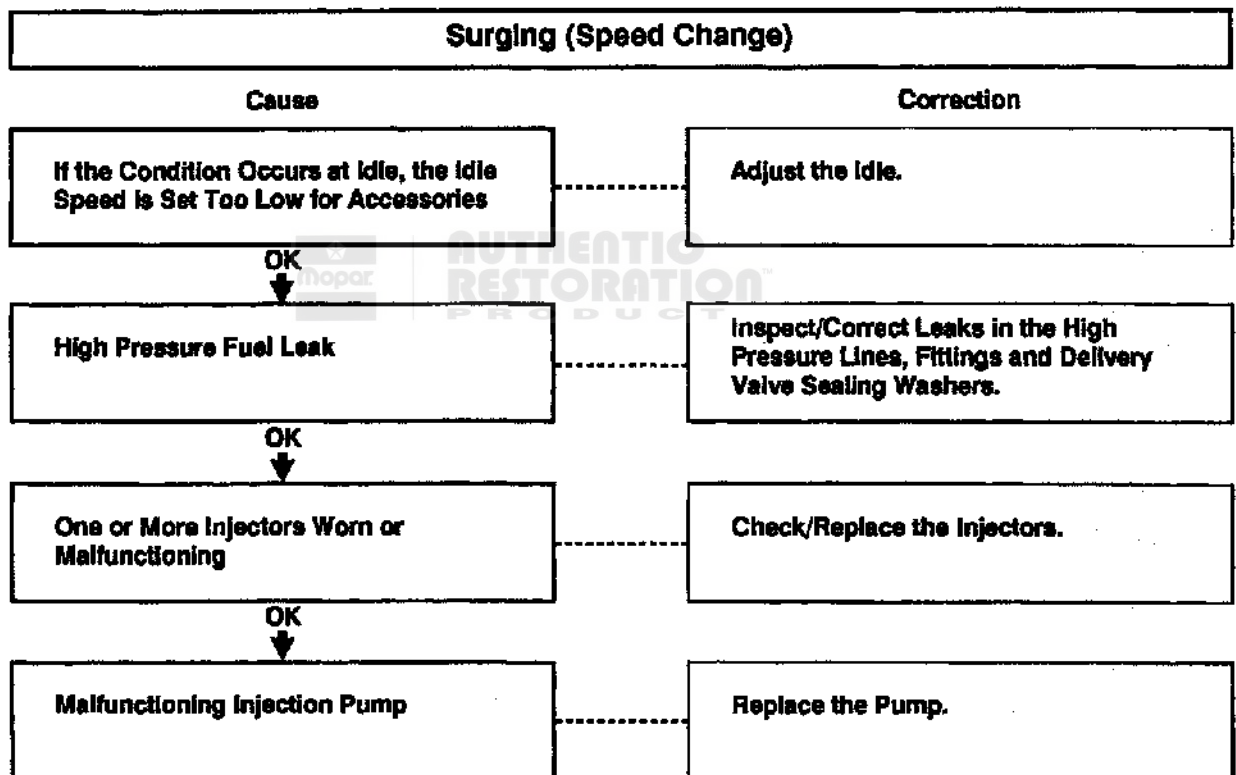 Surging (Speed Change)
Cause
Correction
If the Condition Occurs at Idle, the Idle
Speed is Set Too Low for Accessories
Adjust the Idle.
OK
mopar
AUTHENTIC
RESTORATION™
PRODUCT
High Pressure Fuel Leak
Inspect/Correct Leaks in the High
Pressure Lines, Fittings and Delivery
Valve Sealing Washers.
OK
One or More Injectors Worn or
Malfunctioning
Check/Replace the Injectors.
OK
Malfunctioning Injection Pump
Replace the Pump.